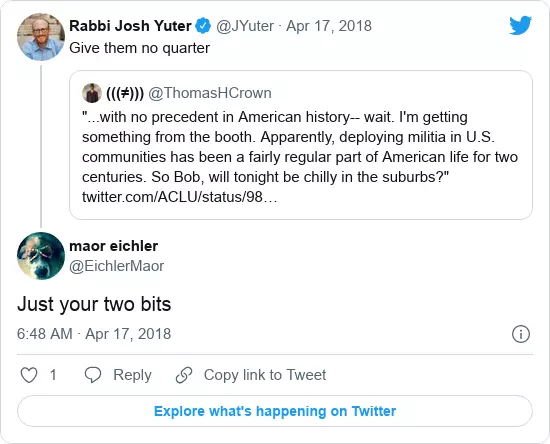 Rabbi Josh Yuter @JYuter · Apr 17, 2018
Give them no quarter
(((≠))) @ThomasHCrown
"...with no precedent in American history-- wait. I'm getting
something from the booth. Apparently, deploying militia in U.S.
communities has been a fairly regular part of American life for two
centuries. So Bob, will tonight be chilly in the suburbs?"
twitter.com/ACLU/status/98…
maor eichler
@EichlerMaor
Just your two bits
6:48 AM · Apr 17, 2018
1 Reply Copy link to Tweet
Explore what's happening on Twitter